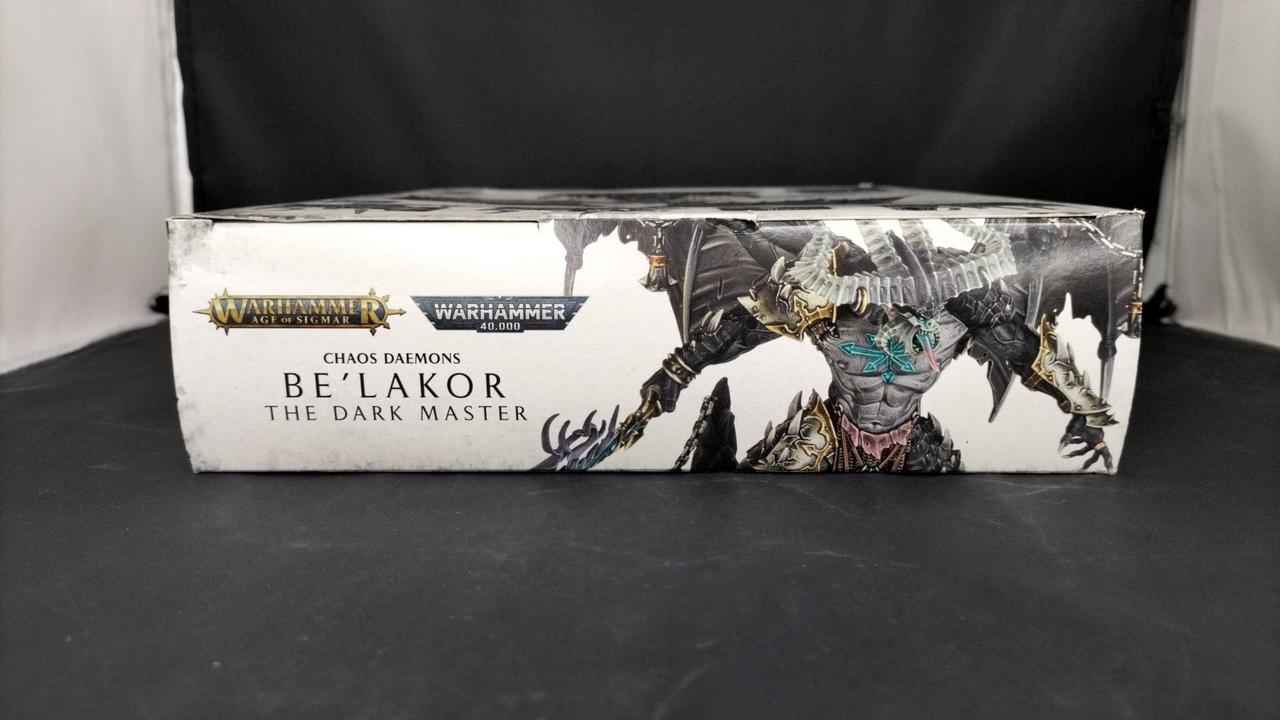 WARHAMMER
AGE OF SIGMAR
WARHAMMER
40,000
CHAOS DAEMONS
BE'LAKOR
THE DARK MASTER